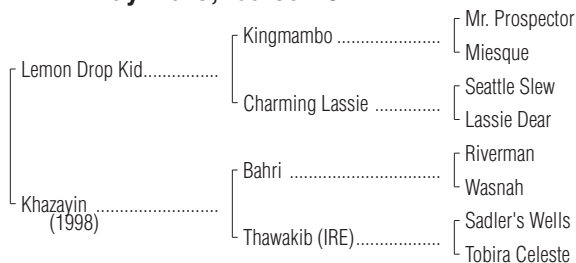 Kingmambo ..................
Mr. Prospector
Miesque
Lemon Drop Kid................
Charming Lassie ...............
Seattle Slew
Lassie Dear
Bahri ............................
Riverman
Wasnah
Khazayin ..........................
(1998)
Thawakib (IRE)...................
Sadler's Wells
Tobira Celeste